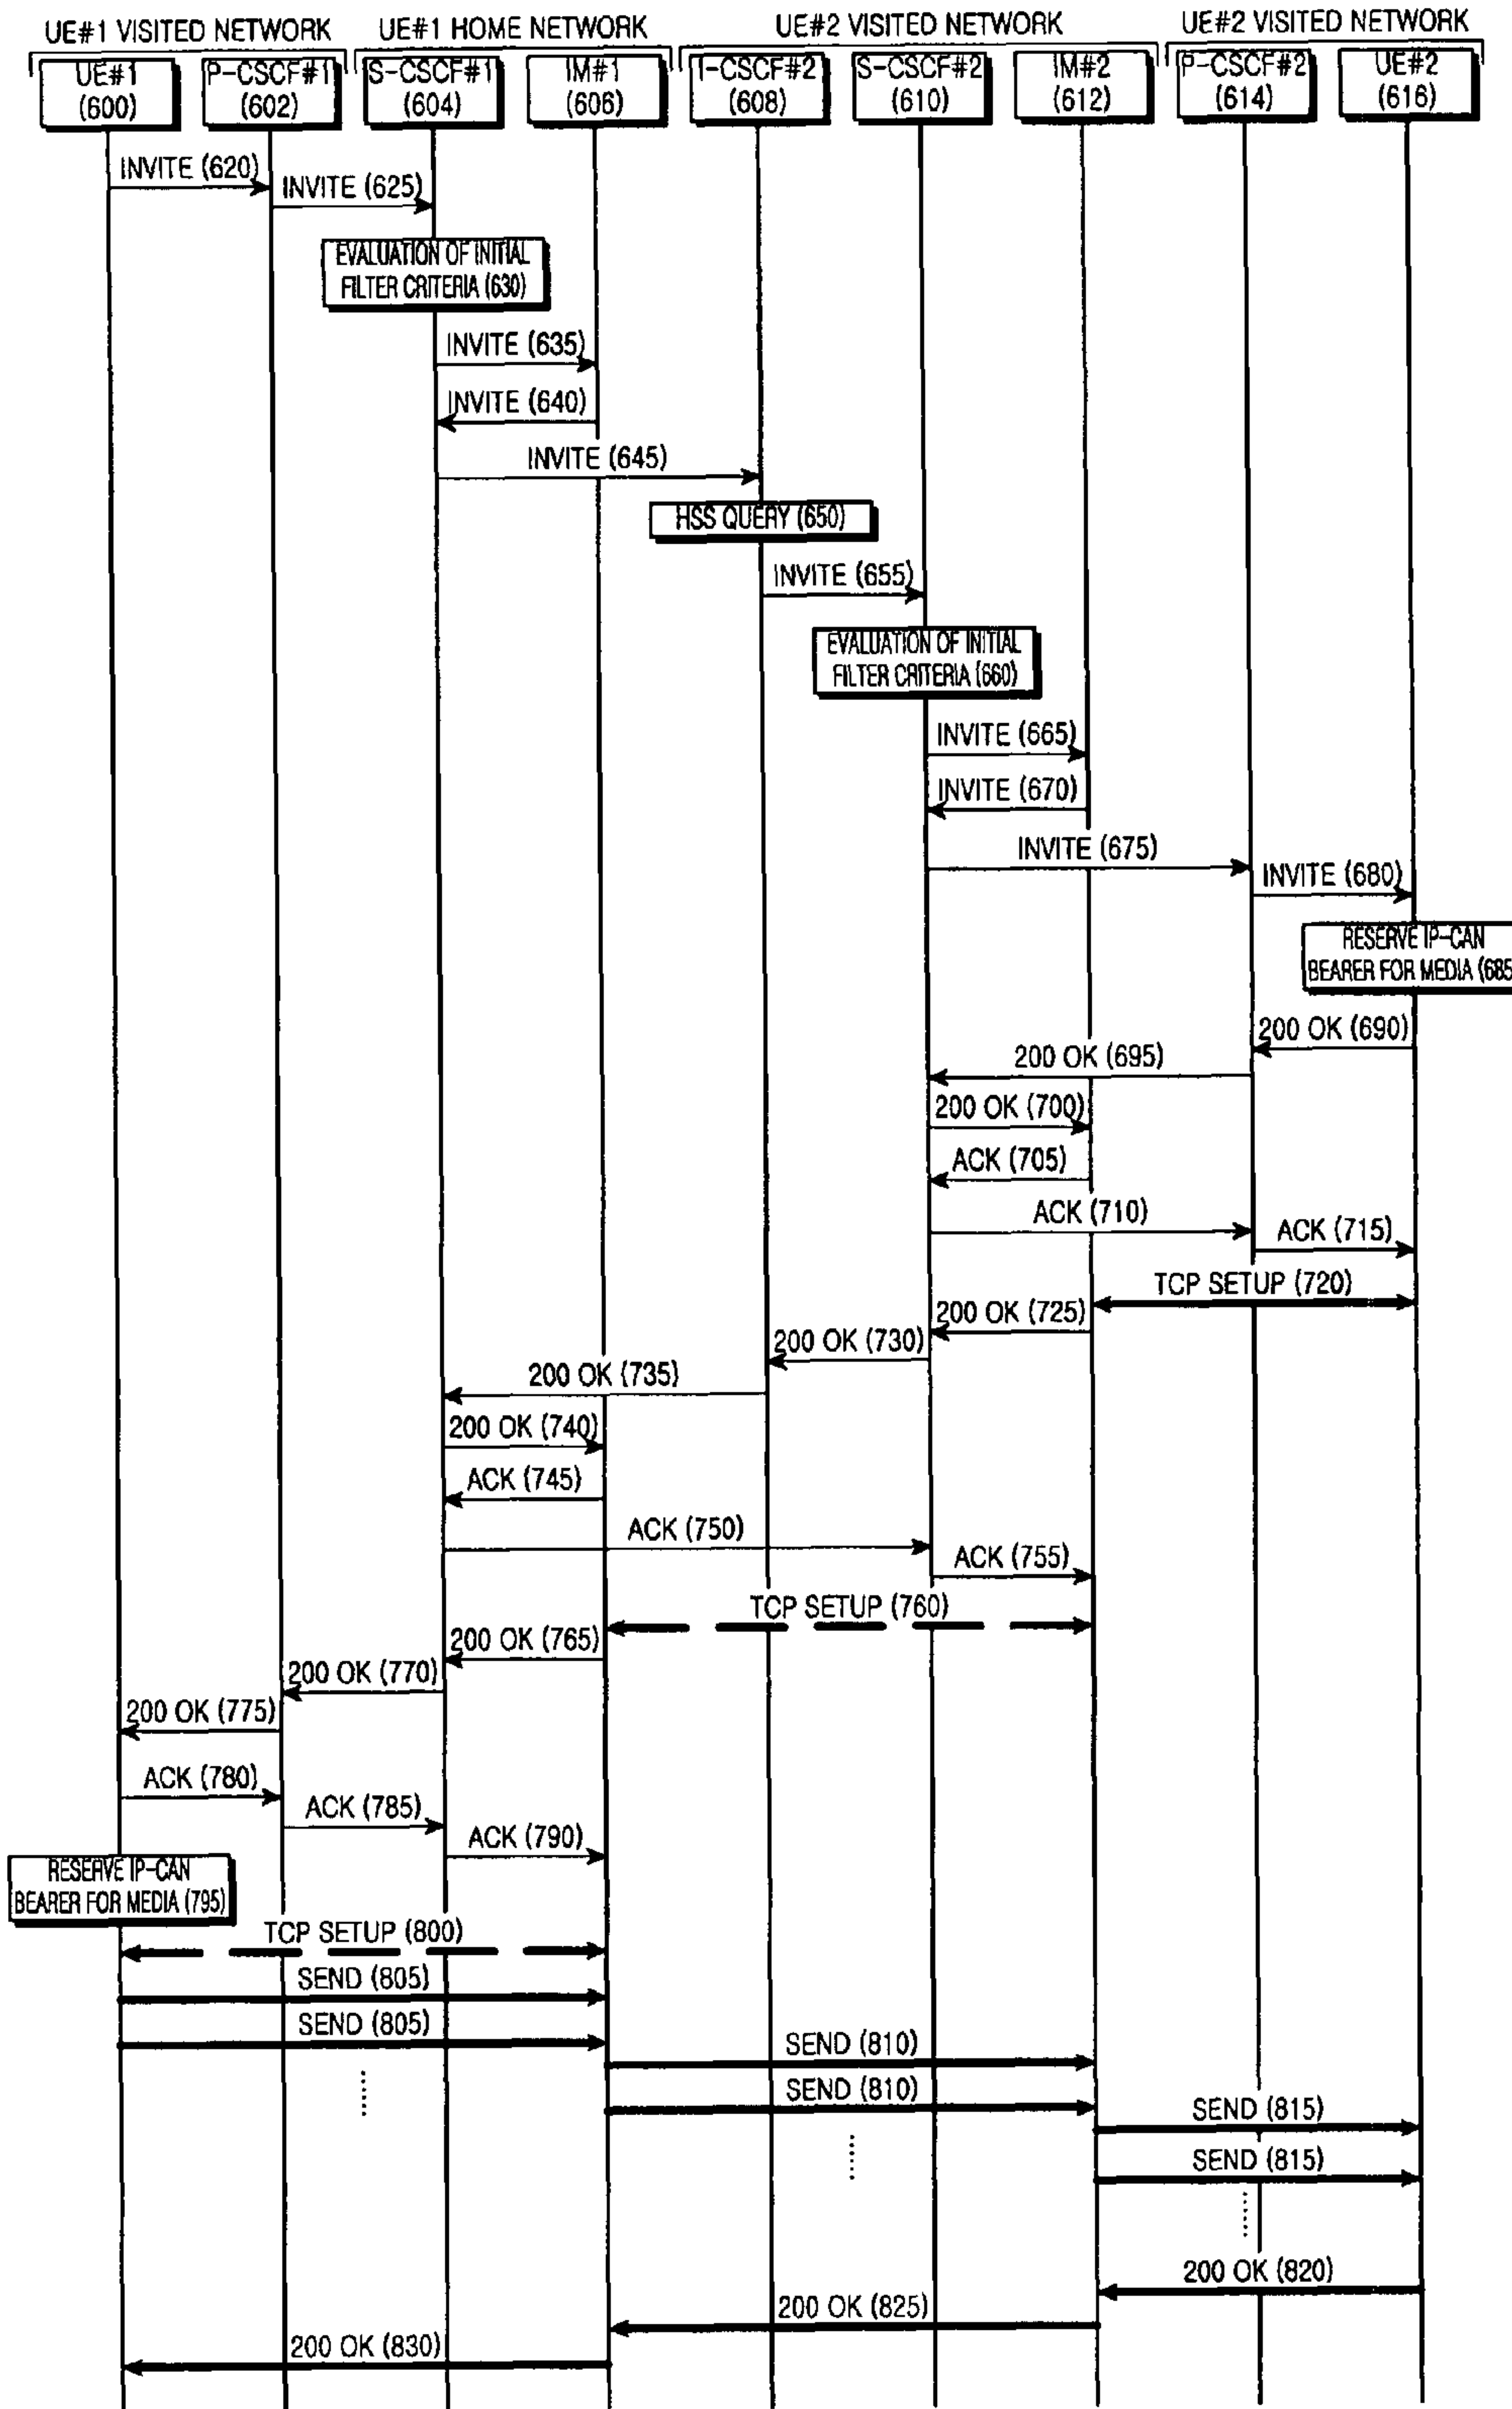 UE#1 VISITED NETWORK
UE#1 HOME NETWORK
UE#2 VISITED NETWORK
UE#2 VISITED NETWORK
UE#1
(600)
P-CSCF#1
(602)
S-CSCF#1
(604)
IM#1
(606)
I-CSCF#2
(608)
S-CSCF#2
(610)
IM#2
(612)
P-CSCF#2
(614)
UE#2
(616)
INVITE (620)
INVITE (625)
EVALUATION OF INITIAL
FILTER CRITERIA (630)
INVITE (635)
INVITE (640)
INVITE (645)
HSS QUERY (650)
INVITE (655)
EVALUATION OF INITIAL
FILTER CRITERIA (660)
INVITE (665)
INVITE (670)
INVITE (675)
INVITE (680)
RESERVE IP-CAN
BEARER FOR MEDIA (685
200 OK (690)
200 OK (695)
200 OK (700)
ACK (705)
ACK (710)
ACK (715)
TCP SETUP (720)
200 OK (725)
200 OK (730)
200 OK (735)
200 OK (740)
ACK (745)
ACK (750)
ACK (755)
TCP SETUP (760)
200 OK (765)
200 OK (770)
200 OK (775)
ACK (780)
ACK (785)
ACK (790)
RESERVE IP-CAN
BEARER FOR MEDIA (795)
TCP SETUP (800)
SEND (805)
SEND (805)
SEND (810)
SEND (810)
SEND (815)
SEND (815)
200 OK (820)
200 OK (825)
200 OK (830)